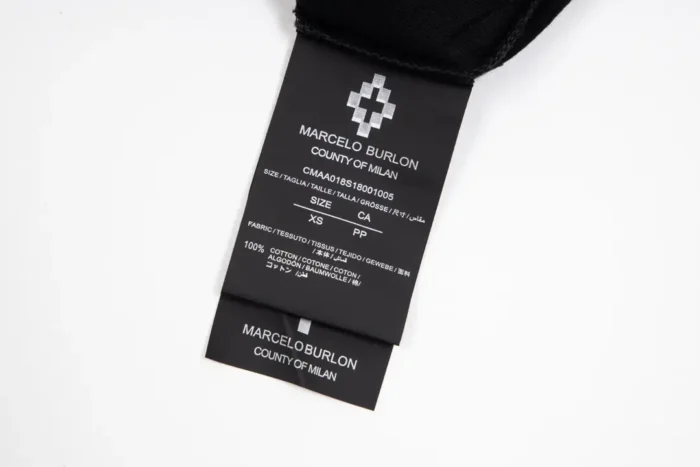 MARCELO BURLON
COUNTY OF MILAN
CMAA018S18001005
SIZE / TAGLIA / TAILLE / TALLA / GRÖSSE / 尺寸 / مقاس
SIZE CA
XS PP
FABRIC / TESSUTO / TISSUS / TEJIDO / GEWEBE / 面料
/ 本体 / قماش
100% COTTON / COTONE / COTON /
ALGODÓN / BAUMWOLLE / 棉/
コットン / قطن
MARCELO BURLON
COUNTY OF MILAN